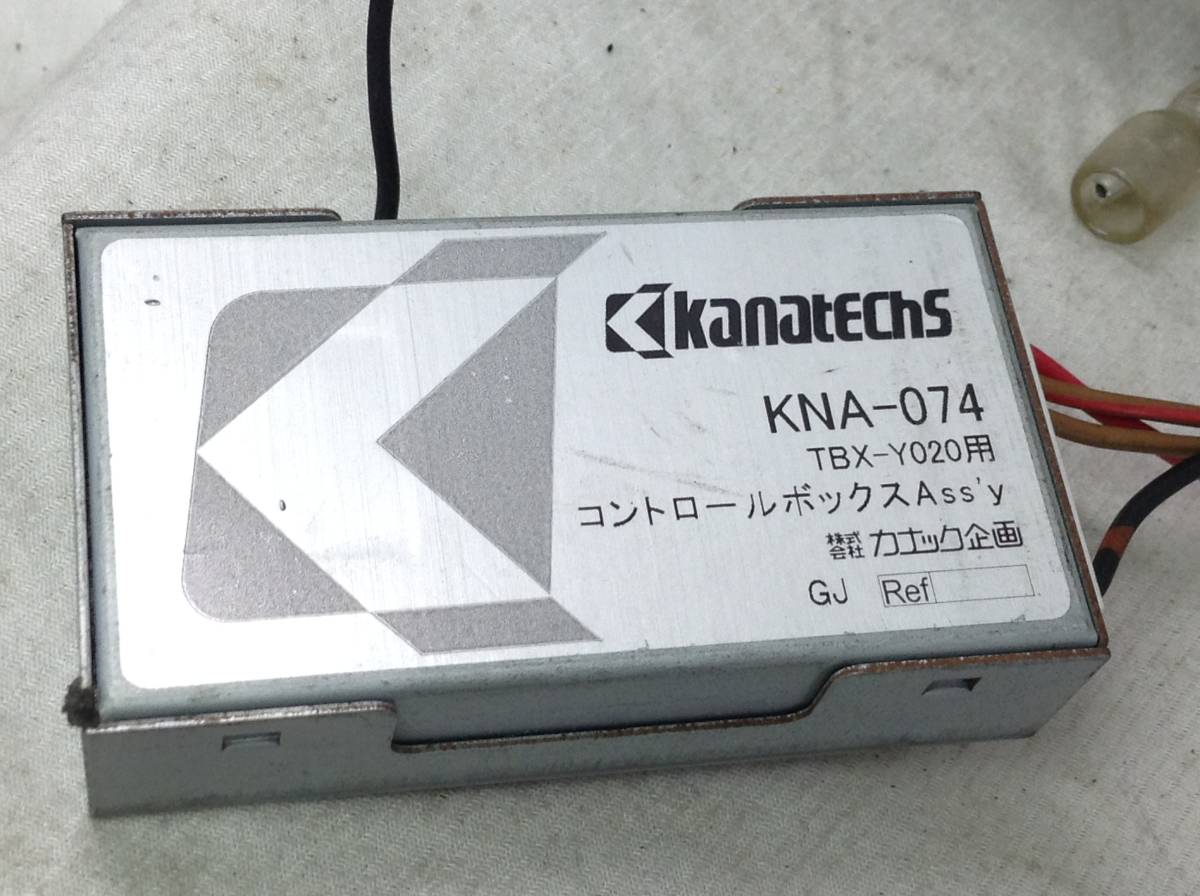 kanatechs
KNA-074
TBX-Y020用
コントロールボックスAss'y
株式会社 カナック企画
GJ Ref